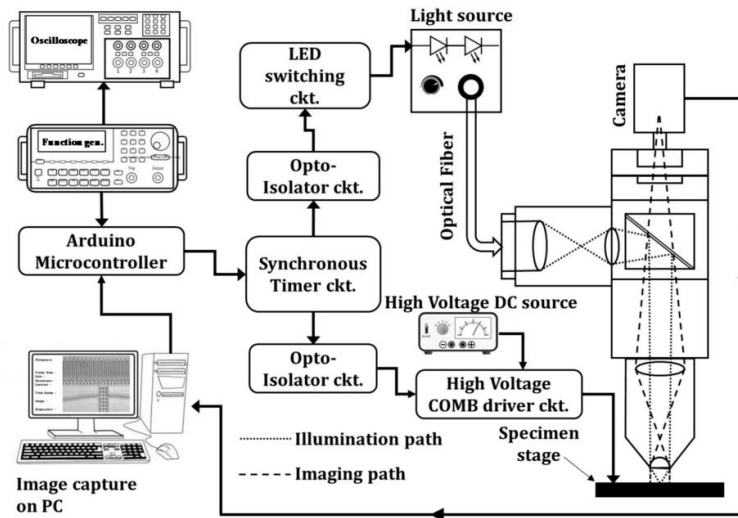 Oscilloscope
Function gen.
Arduino
Microcontroller
Image capture
on PC
LED
switching
ckt.
Opto-
Isolator ckt.
Synchronous
Timer ckt.
Opto-
Isolator ckt.
Light source
Optical Fiber
High Voltage DC source
High Voltage
COMB driver ckt.
Illumination path
Imaging path
Camera
Specimen
stage